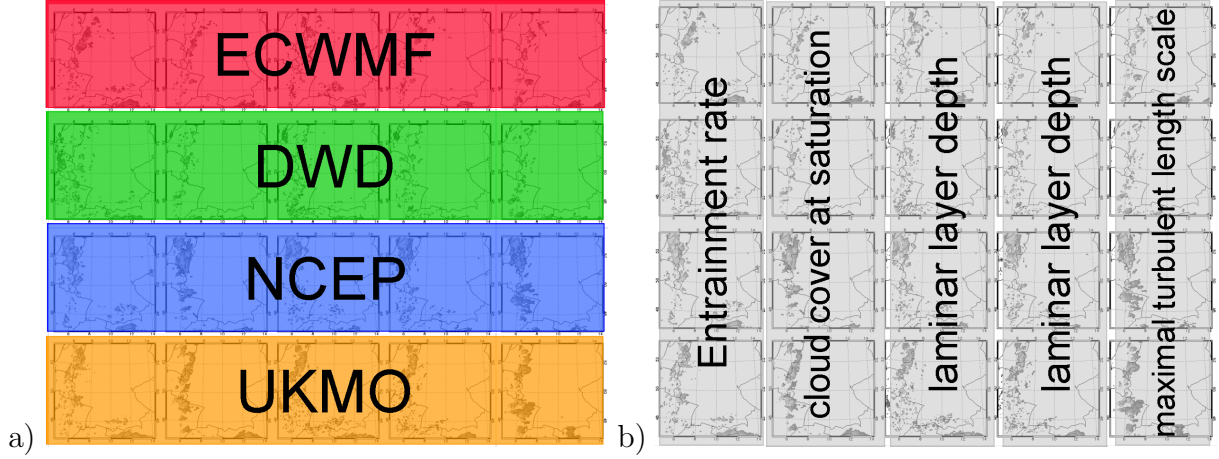 ECWMF
DWD
NCEP
UKMO
a)
Entrainment rate
cloud cover at saturation
laminar layer depth
laminar layer depth
maximal turbulent length scale
b)